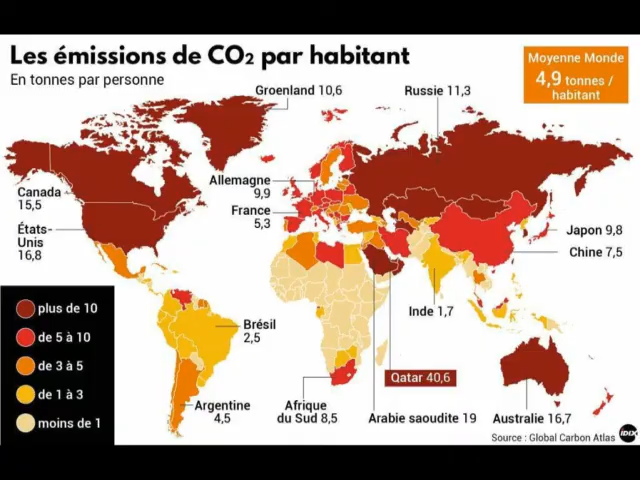 Les émissions de CO₂ par habitant
En tonnes par personne
Moyenne Monde
4,9 tonnes /
habitant
Groenland 10,6
Russie 11,3
Allemagne
9,9
Canada
15,5
France
5,3
États-
Unis
16,8
Japon 9,8
Chine 7,5
plus de 10
de 5 à 10
de 3 à 5
de 1 à 3
moins de 1
Inde 1,7
Brésil
2,5
Qatar 40,6
Argentine
4,5
Afrique
du Sud 8,5
Arabie saoudite 19
Australie 16,7
Source : Global Carbon Atlas
IDIX